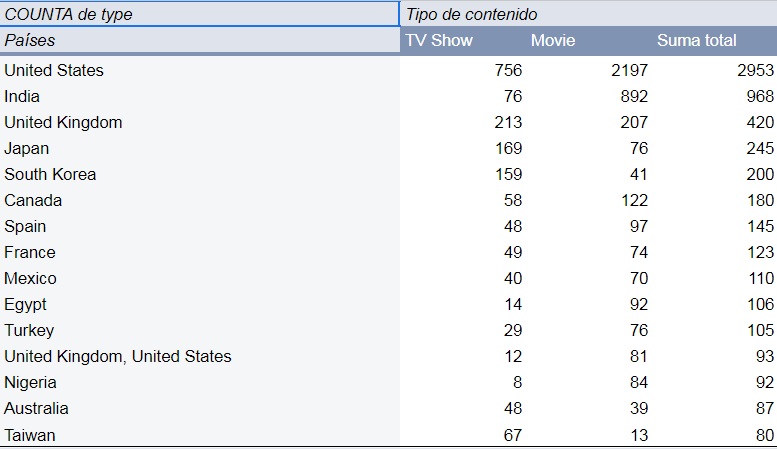 COUNTA de type Tipo de contenido
Países TV Show Movie Suma total
United States 756 2197 2953
India 76 892 968
United Kingdom 213 207 420
Japan 169 76 245
South Korea 159 41 200
Canada 58 122 180
Spain 48 97 145
France 49 74 123
Mexico 40 70 110
Egypt 14 92 106
Turkey 29 76 105
United Kingdom, United States 12 81 93
Nigeria 8 84 92
Australia 48 39 87
Taiwan 67 13 80